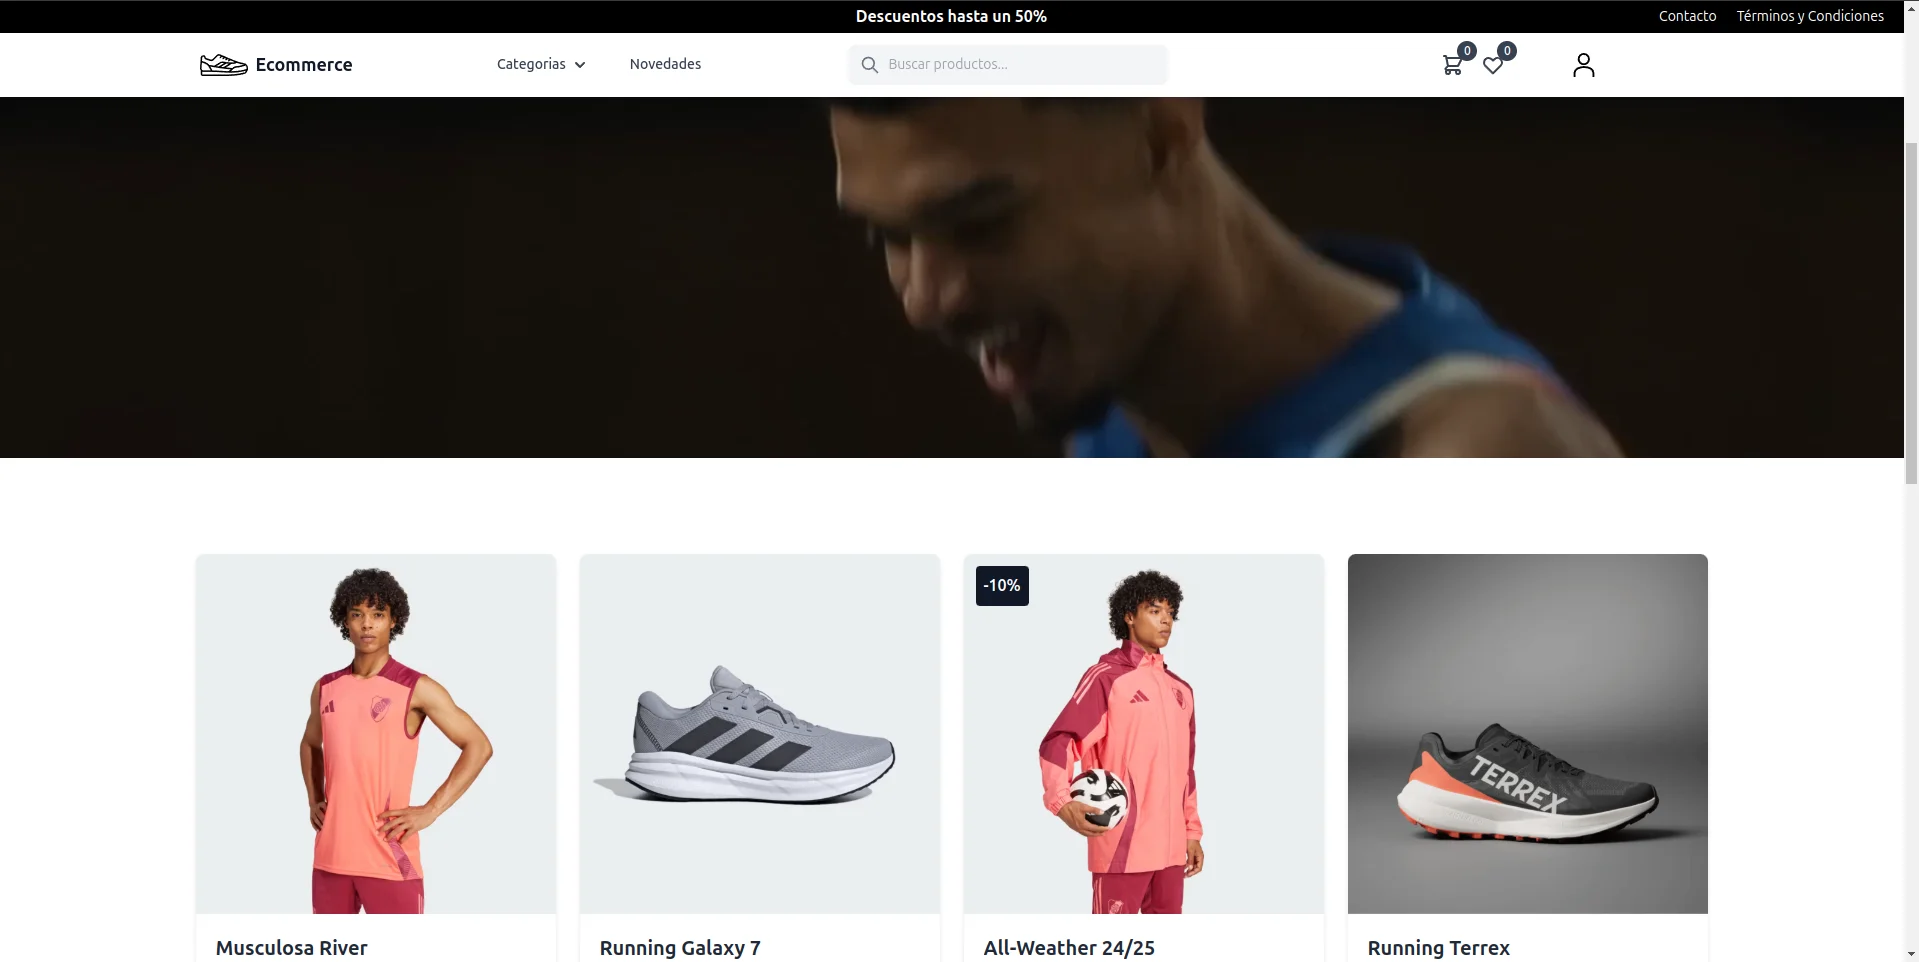 Descuentos hasta un 50%
Contacto
Términos y Condiciones
Ecommerce
Categorias
Novedades
Buscar productos...
0
0
-10%
TERREX
Musculosa River
Running Galaxy 7
All-Weather 24/25
Running Terrex